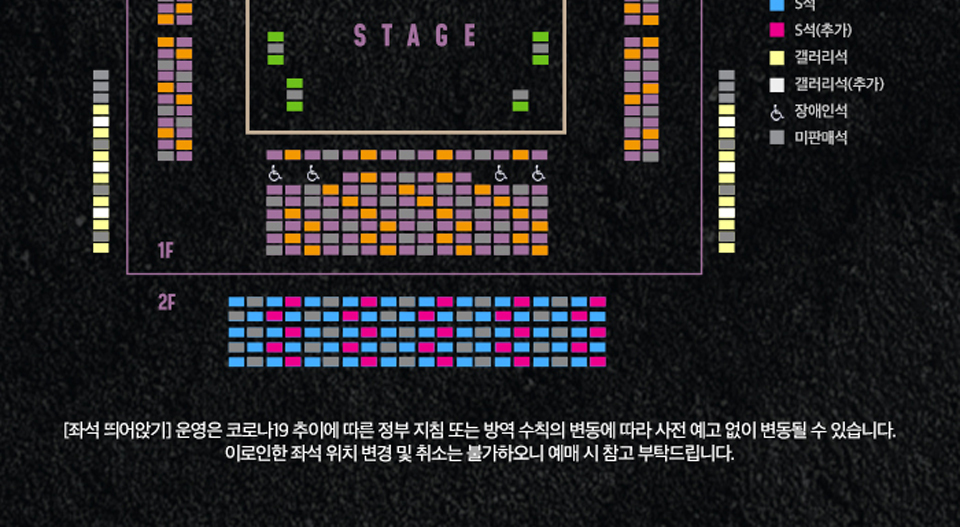 S석
STAGE
S석(추가)
갤러리석
갤러리석(추가)
장애인석
미판매석
1F
2F
[좌석 띄어앉기] 운영은 코로나19 추이에 따른 정부 지침 또는 방역 수칙의 변동에 따라 사전 예고 없이 변동될 수 있습니다.
이로인한 좌석 위치 변경 및 취소는 불가하오니 예매 시 참고 부탁드립니다.